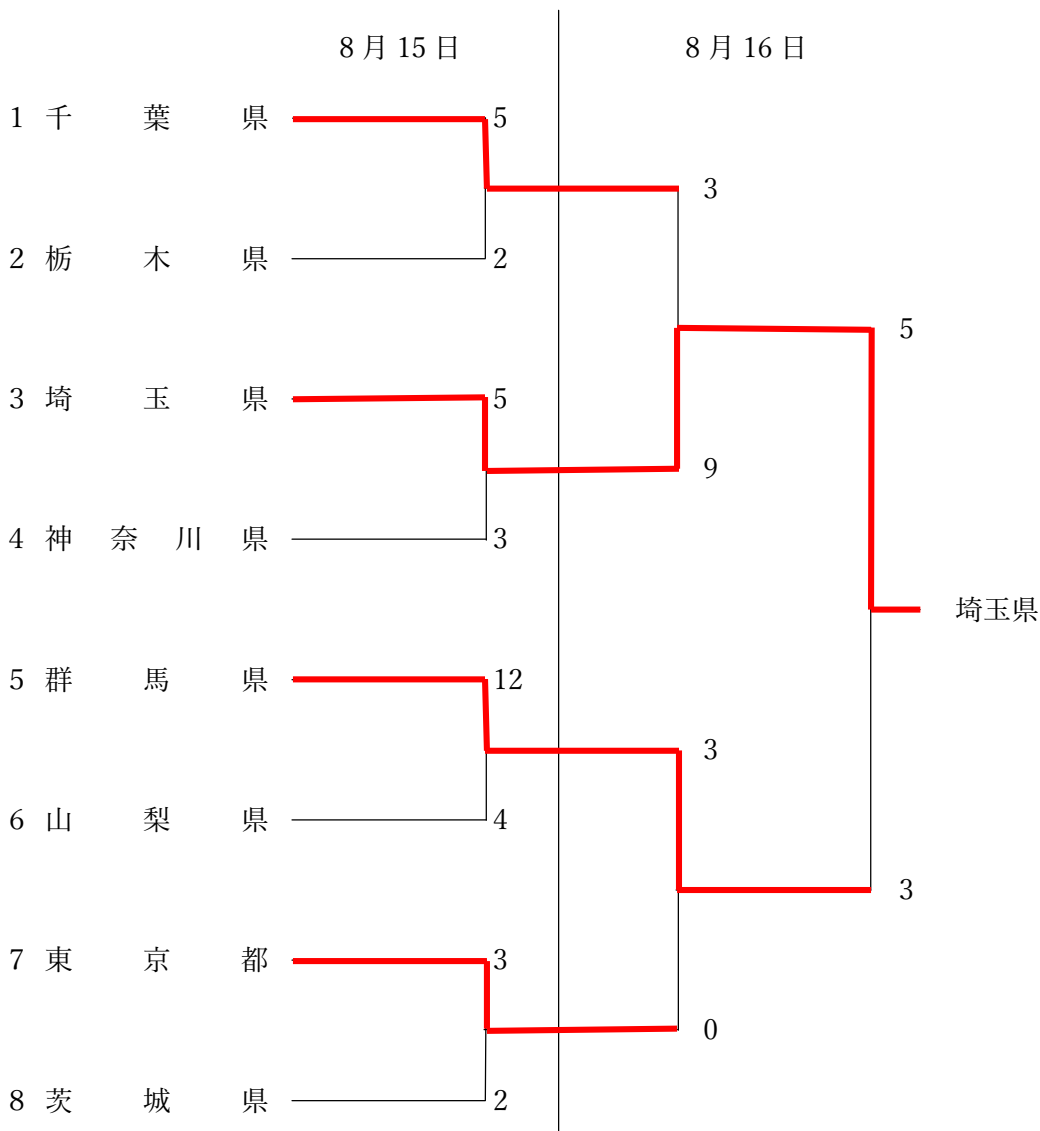 8月15日 8月16日
1 千葉県 5
3
2 栃木県 2
5
3 埼玉県 5
9
4 神奈川県 3
埼玉県
5 群馬県 12
3
6 山梨県 4
3
7 東京都 3
0
8 茨城県 2